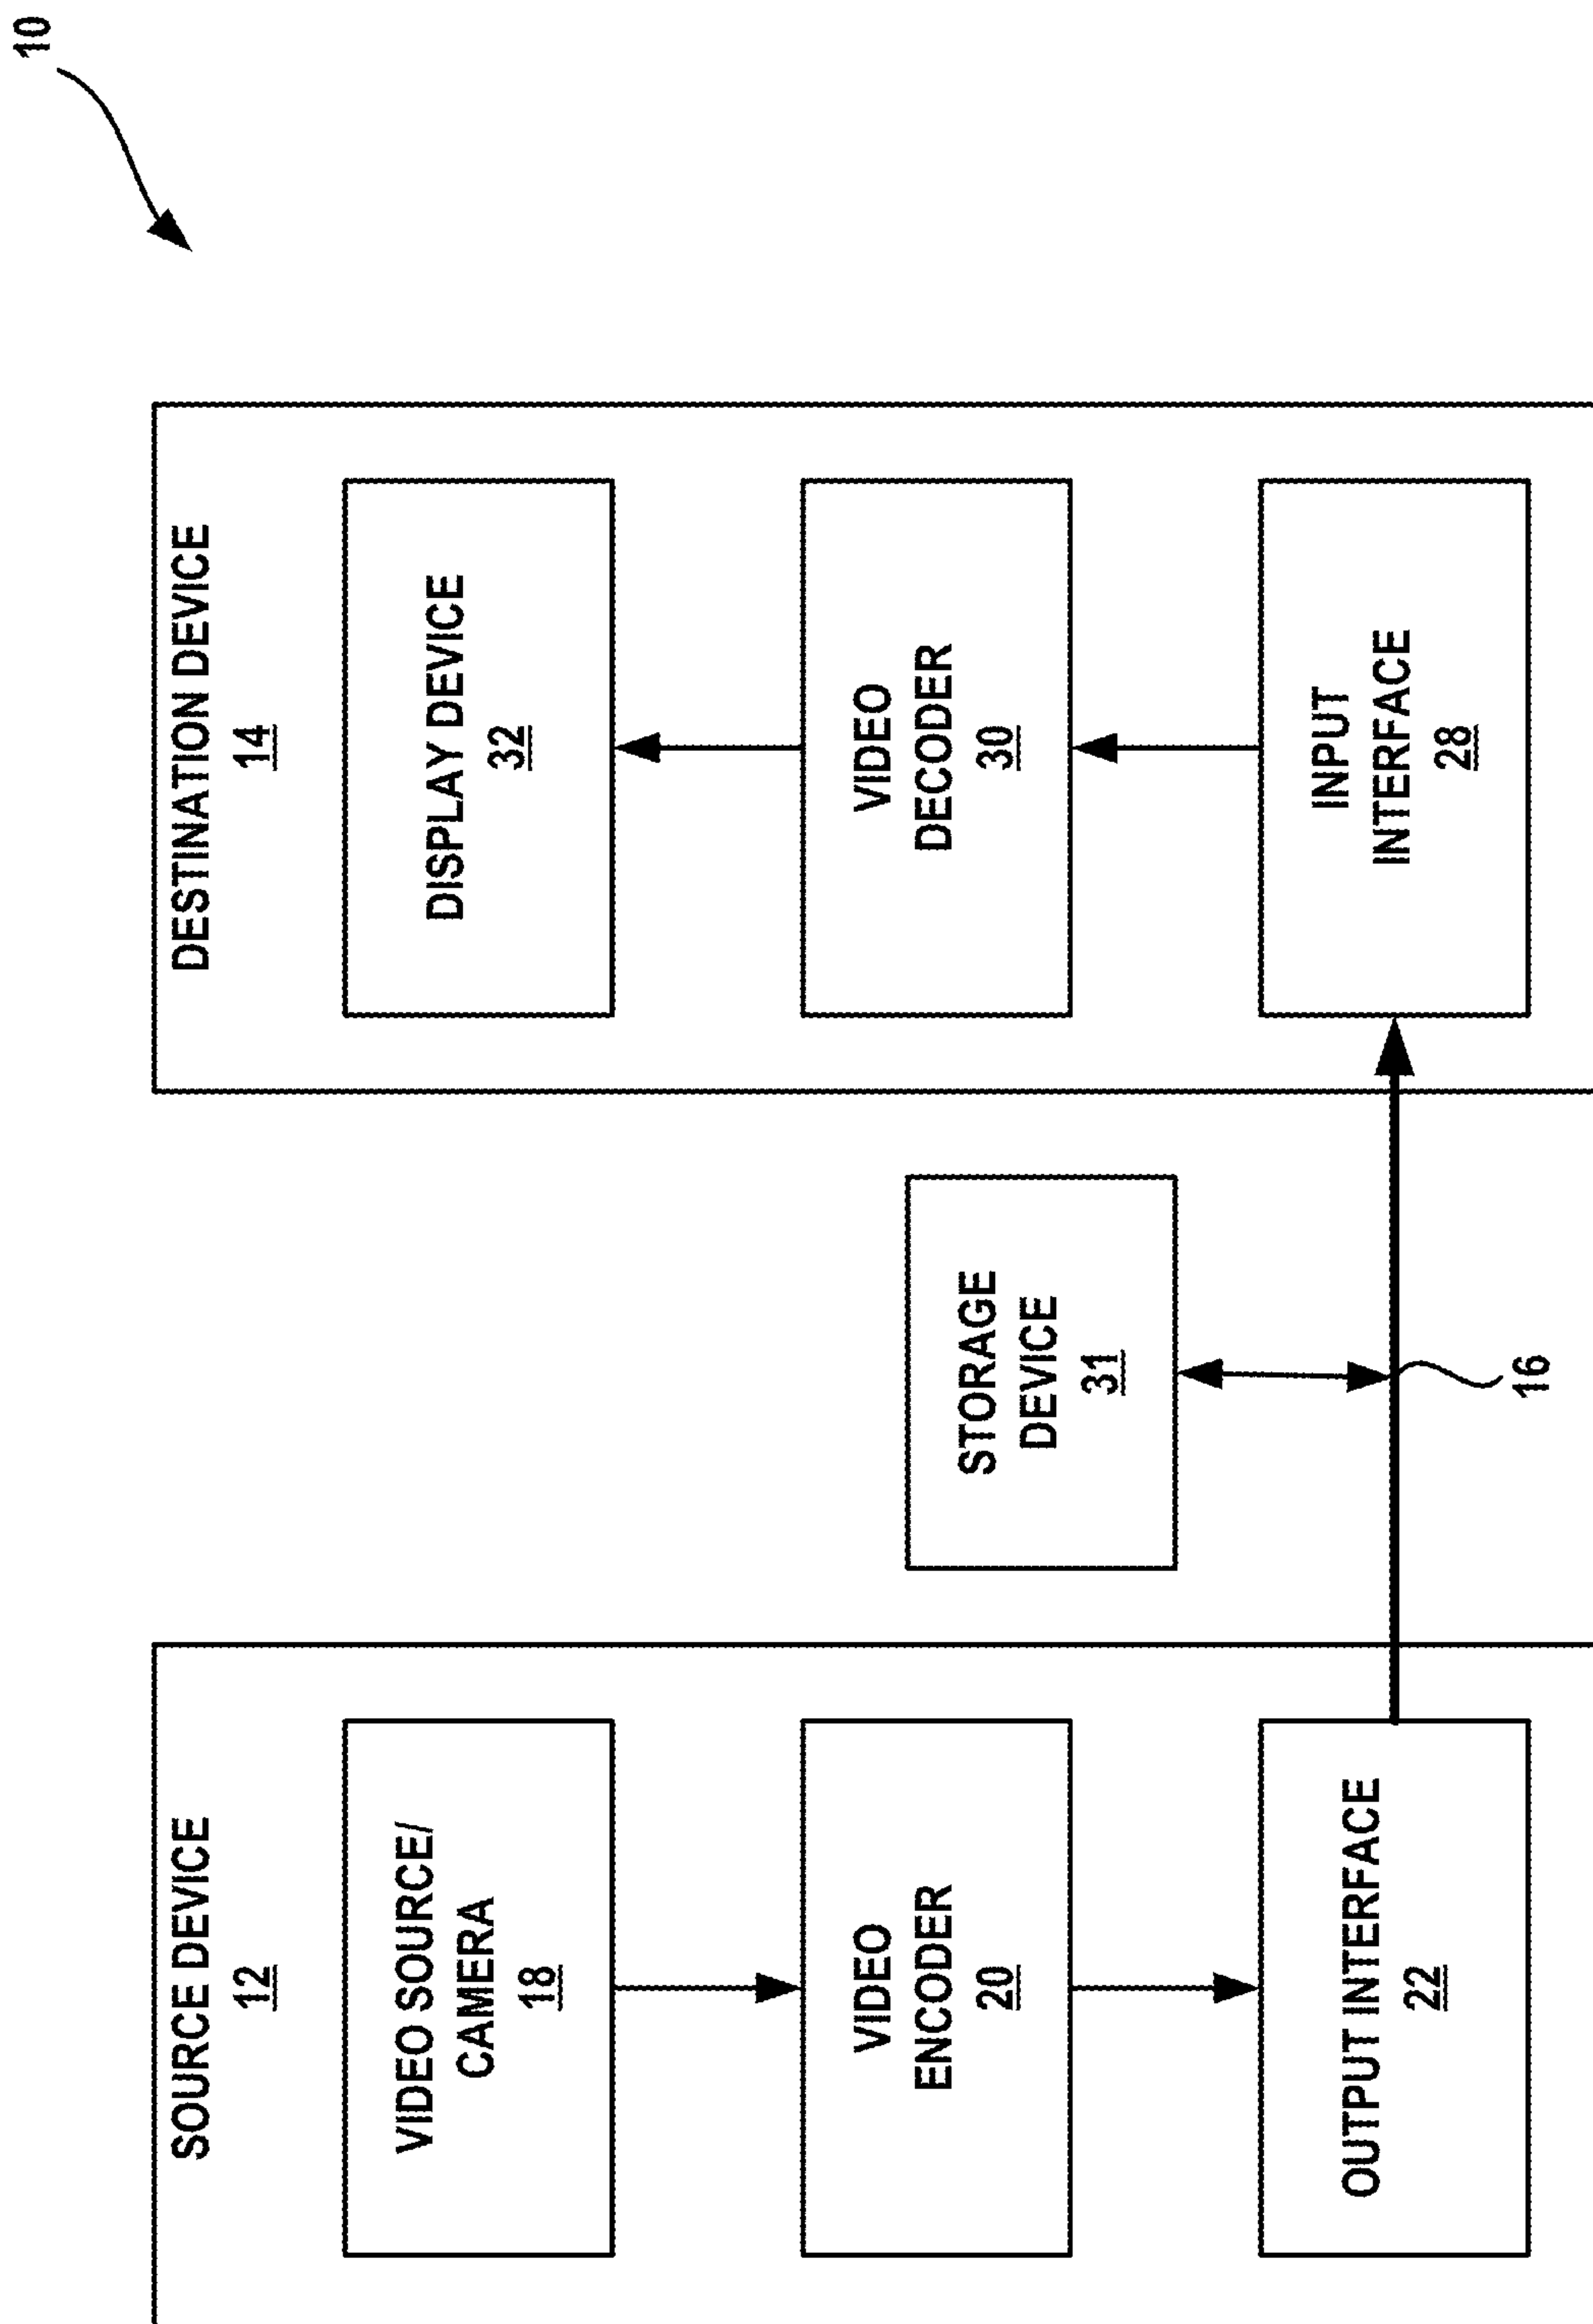 10
SOURCE DEVICE
12
VIDEO SOURCE/
CAMERA
18
VIDEO
ENCODER
20
OUTPUT INTERFACE
22
STORAGE
DEVICE
31
16
DESTINATION DEVICE
14
DISPLAY DEVICE
32
VIDEO
DECODER
30
INPUT
INTERFACE
28